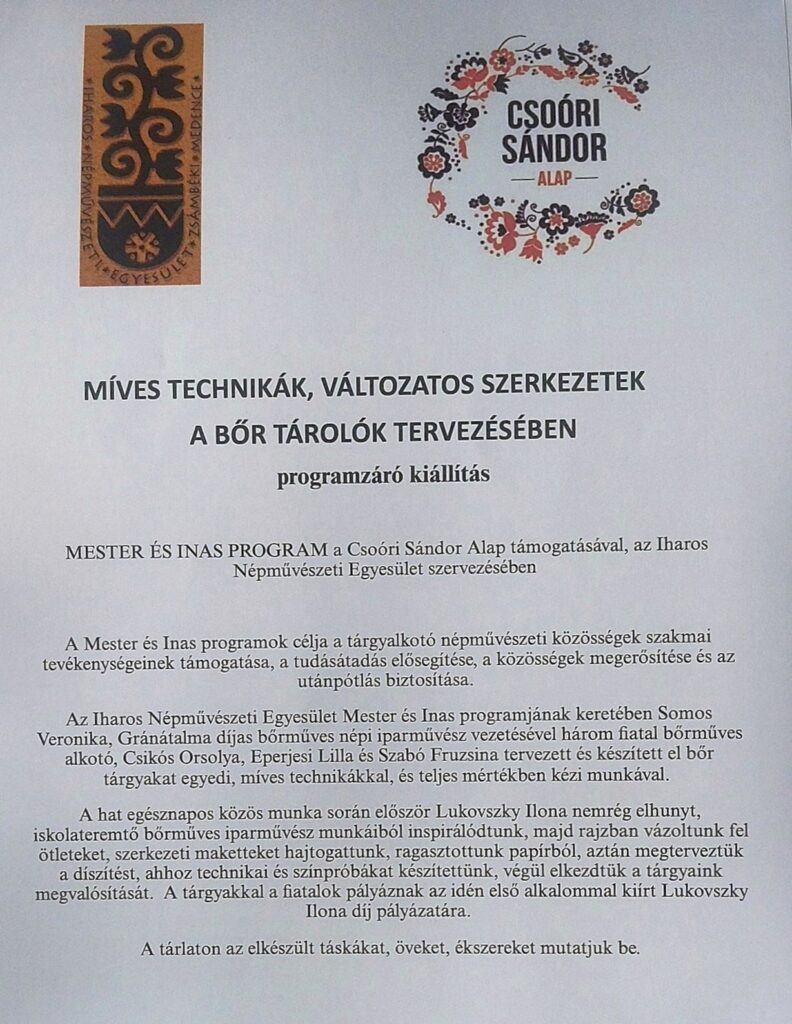 IHAROS • NÉPMŰVÉSZETI • EGYESÜLET • ZSÁMBÉKI • MEDENCE
CSOÓRI
SÁNDOR
ALAP
MÍVES TECHNIKÁK, VÁLTOZATOS SZERKEZETEK
A BŐR TÁROLÓK TERVEZÉSÉBEN
programzáró kiállítás
MESTER ÉS INAS PROGRAM a Csoóri Sándor Alap támogatásával, az Iharos
Népművészeti Egyesület szervezésében
A Mester és Inas programok célja a tárgyalkotó népművészeti közösségek szakmai
tevékenységeinek támogatása, a tudásátadás elősegítése, a közösségek megerősítése és az
utánpótlás biztosítása.
Az Iharos Népművészeti Egyesület Mester és Inas programjának keretében Somos
Veronika, Gránátalma díjas bőrműves népi iparművész vezetésével három fiatal bőrműves
alkotó, Csikós Orsolya, Eperjesi Lilla és Szabó Fruzsina tervezett és készített el bőr
tárgyakat egyedi, míves technikákkal, és teljes mértékben kézi munkával.
A hat egésznapos közös munka során először Lukovszky Ilona nemrég elhunyt,
iskolateremtő bőrműves iparművész munkáiból inspirálódtunk, majd rajzban vázoltunk fel
ötleteket, szerkezeti maketteket hajtogattunk, ragasztottunk papírból, aztán megterveztük
a díszítést, ahhoz technikai és színpróbákat készítettünk, végül elkezdtük a tárgyaink
megvalósítását. A tárgyakkal a fiatalok pályáznak az idén első alkalommal kiírt Lukovszky
Ilona díj pályázatára.
A tárlaton az elkészült táskákat, öveket, ékszereket mutatjuk be.